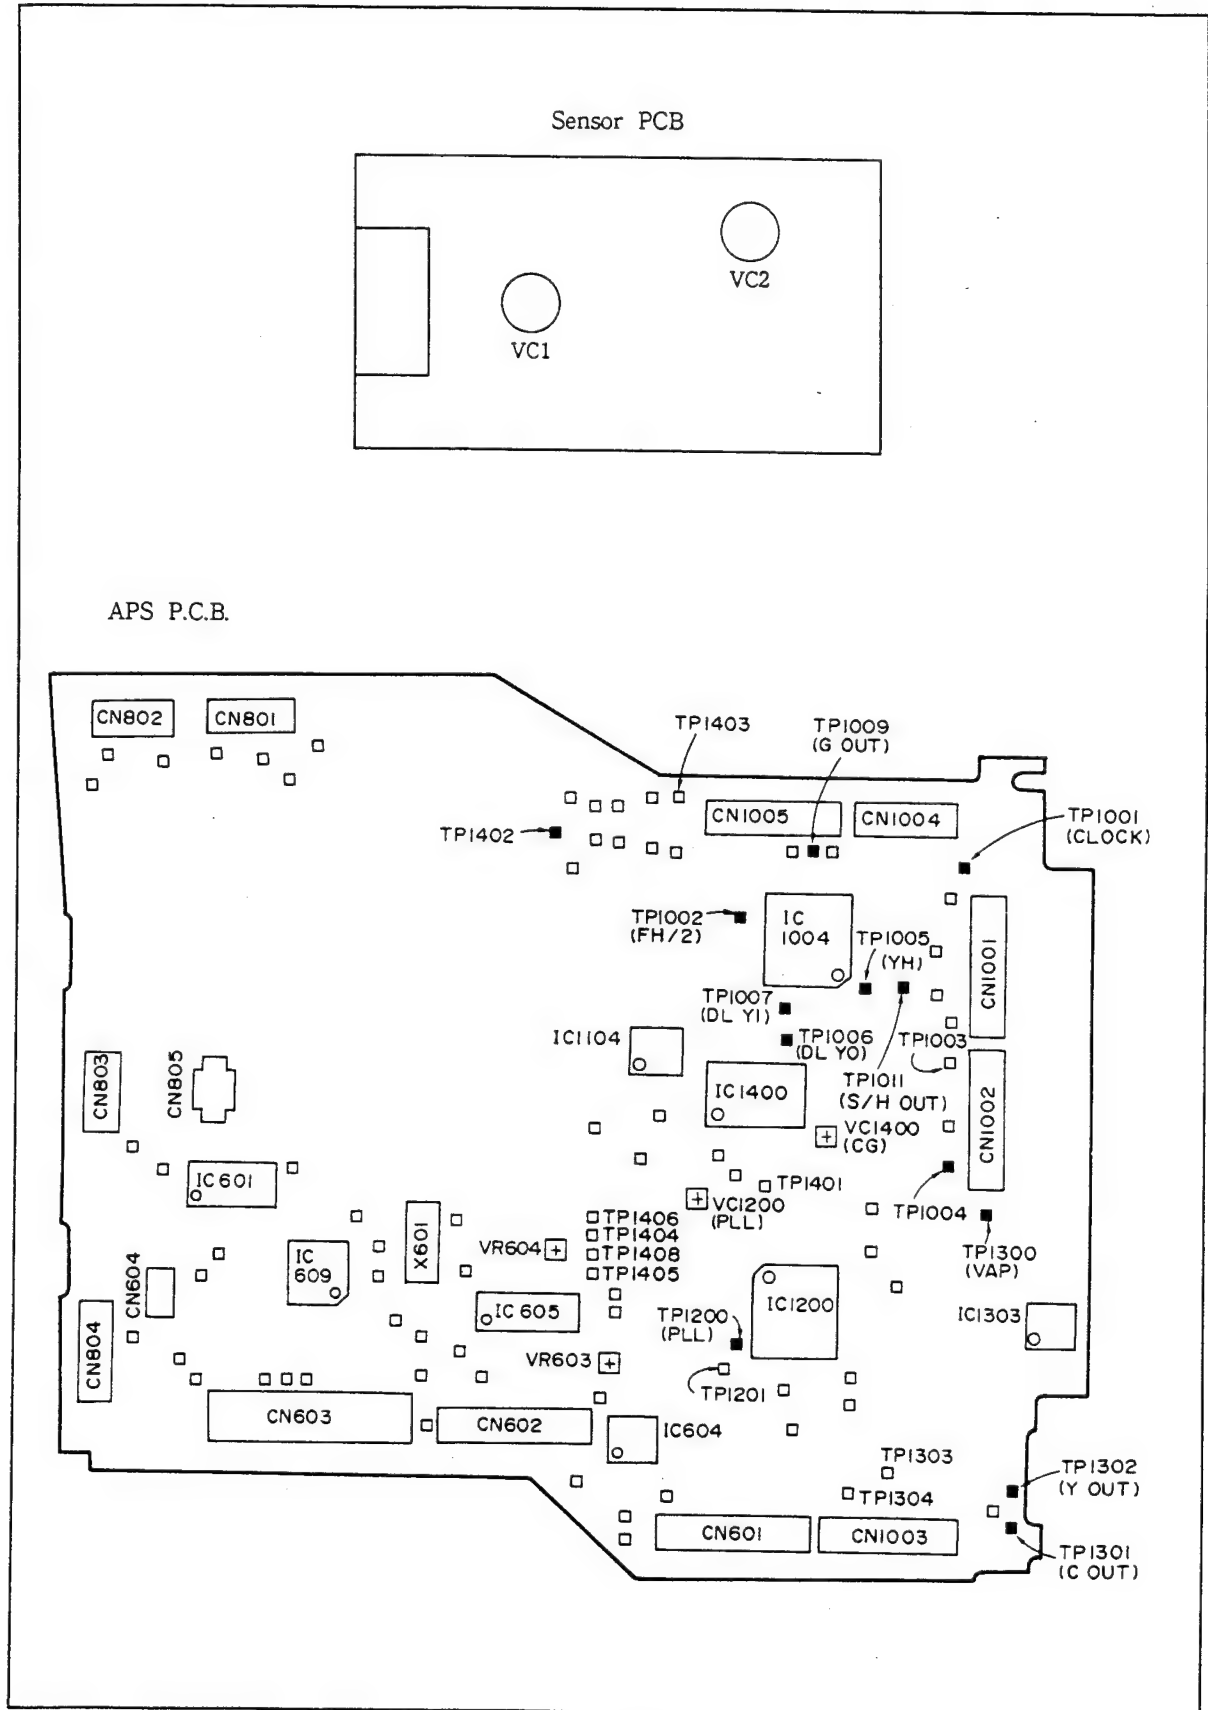 Sensor PCB
VC2
VC1
APS P.C.B.
CN802
CN801
TP1403
TP1009
(G OUT)
CN1005
CN1004
TP1001
(CLOCK)
TP1402
TP1002
(FH/2)
IC
1004
TP1005
(YH)
CN1001
TP1007
(DL YI)
IC1104
TP1006
(DL YO)
TP1003
CN803
CN805
IC1400
TP1011
(S/H OUT)
CN1002
VC1400
(CG)
IC601
TP1401
VC1200
(PLL)
TP1004
TP1406
TP1404
TP1408
TP1405
X601
VR604
TP1300
(VAP)
IC
609
CN604
IC605
IC1200
TP1200
(PLL)
IC1303
CN804
VR603
TP1201
CN603
CN602
IC604
TP1303
TP1302
(Y OUT)
TP1304
CN601
CN1003
TP1301
(C OUT)